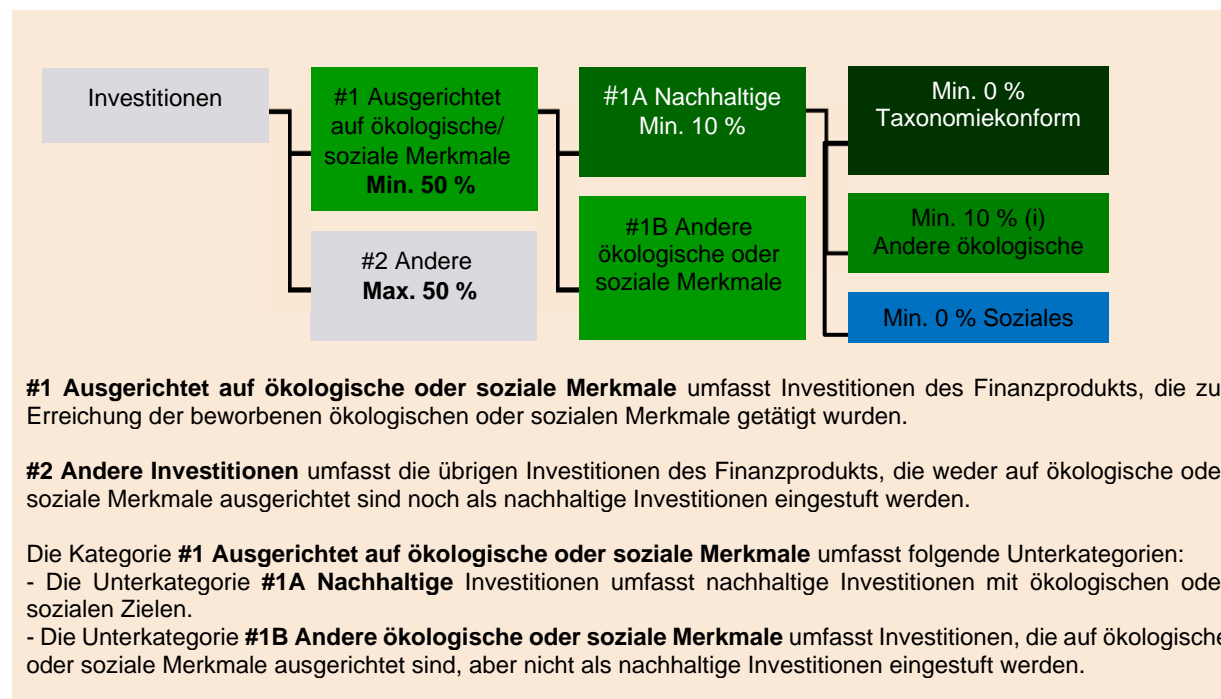 Investitionen
#1 Ausgerichtet
auf ökologische/
soziale Merkmale
Min. 50 %
#2 Andere
Max. 50 %
#1A Nachhaltige
Min. 10 %
#1B Andere
ökologische oder
soziale Merkmale
Min. 0 %
Taxonomiekonform
Min. 10 % (i)
Andere ökologische
Min. 0 % Soziales
#1 Ausgerichtet auf ökologische oder soziale Merkmale umfasst Investitionen des Finanzprodukts, die zu
Erreichung der beworbenen ökologischen oder sozialen Merkmale getätigt wurden.
#2 Andere Investitionen umfasst die übrigen Investitionen des Finanzprodukts, die weder auf ökologische ode
soziale Merkmale ausgerichtet sind noch als nachhaltige Investitionen eingestuft werden.
Die Kategorie #1 Ausgerichtet auf ökologische oder soziale Merkmale umfasst folgende Unterkategorien:
- Die Unterkategorie #1A Nachhaltige Investitionen umfasst nachhaltige Investitionen mit ökologischen ode
sozialen Zielen.
- Die Unterkategorie #1B Andere ökologische oder soziale Merkmale umfasst Investitionen, die auf ökologische
oder soziale Merkmale ausgerichtet sind, aber nicht als nachhaltige Investitionen eingestuft werden.